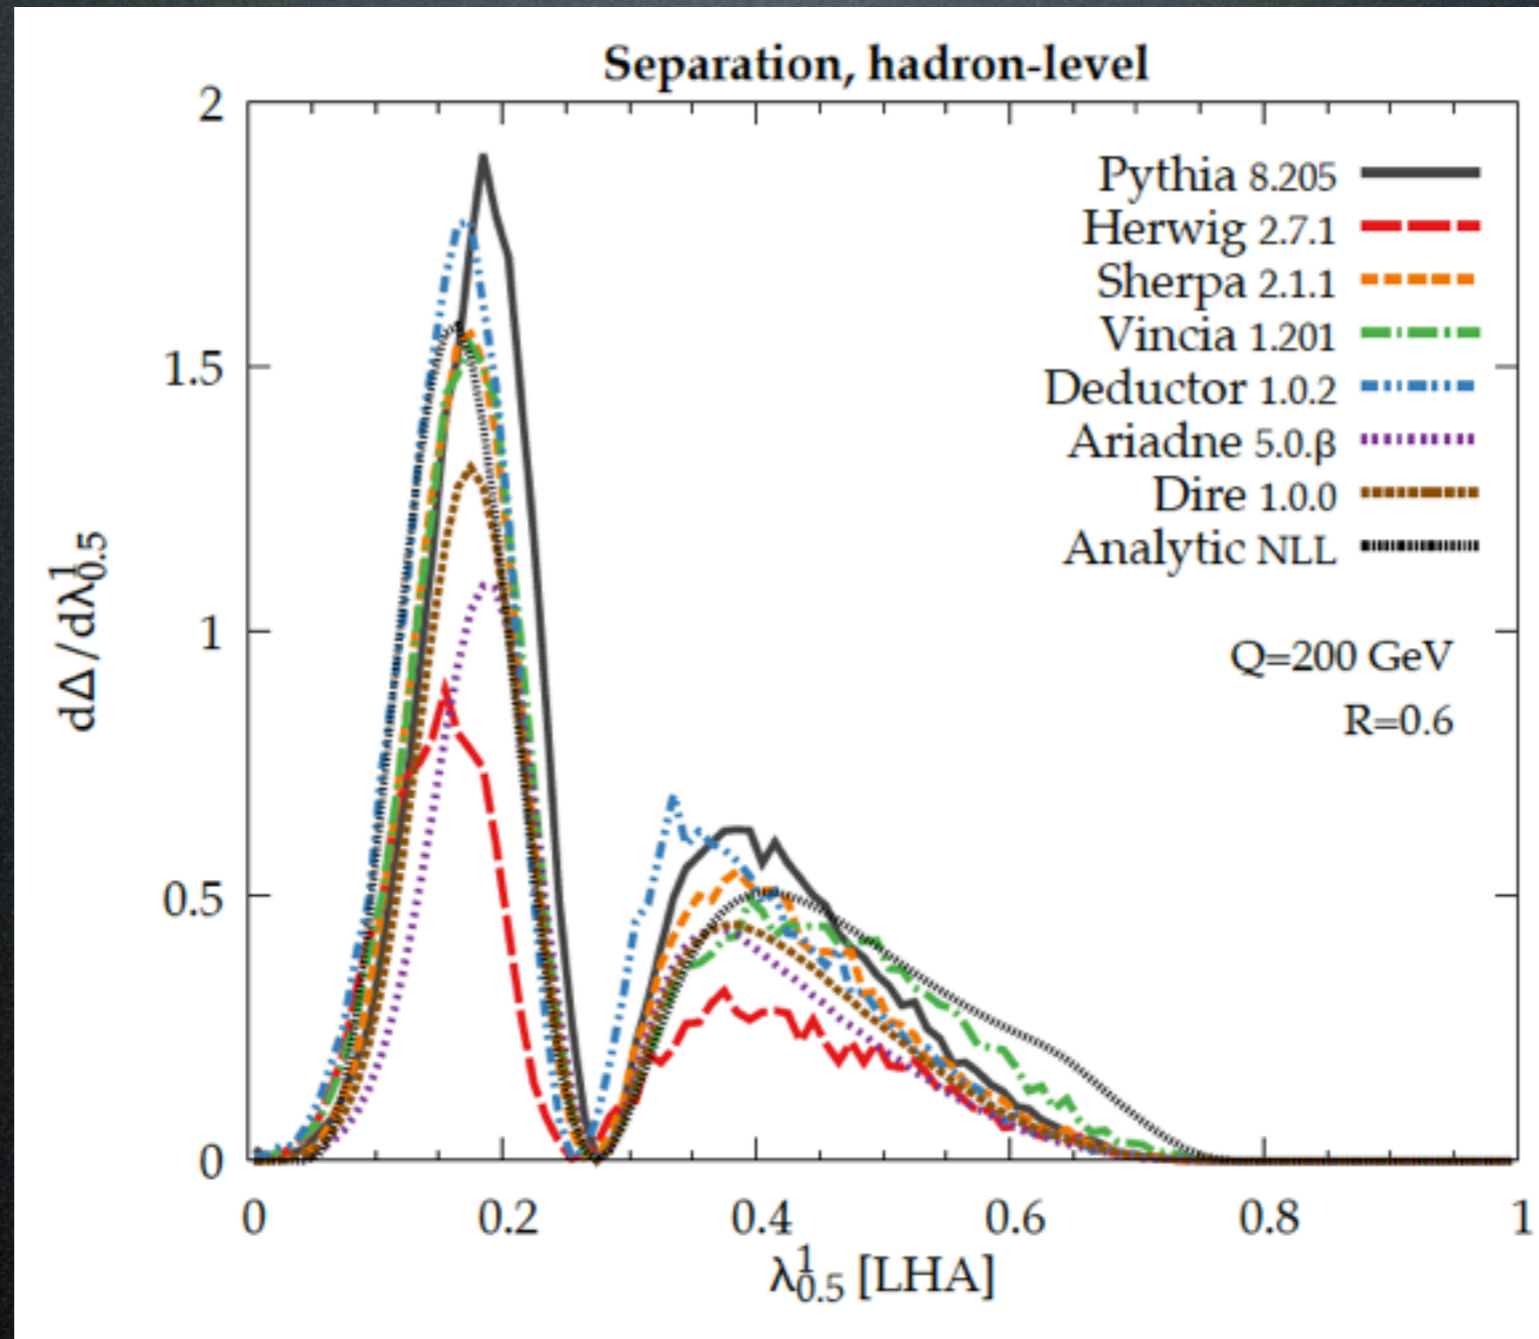 Separation, hadron-level
2
1.5
1
0.5
0
dΔ/dλ¹₀.₅
Pythia 8.205
Herwig 2.7.1
Sherpa 2.1.1
Vincia 1.201
Deductor 1.0.2
Ariadne 5.0.β
Dire 1.0.0
Analytic NLL
Q=200 GeV
R=0.6
0 0.2 0.4 0.6 0.8 1
λ¹₀.₅ [LHA]